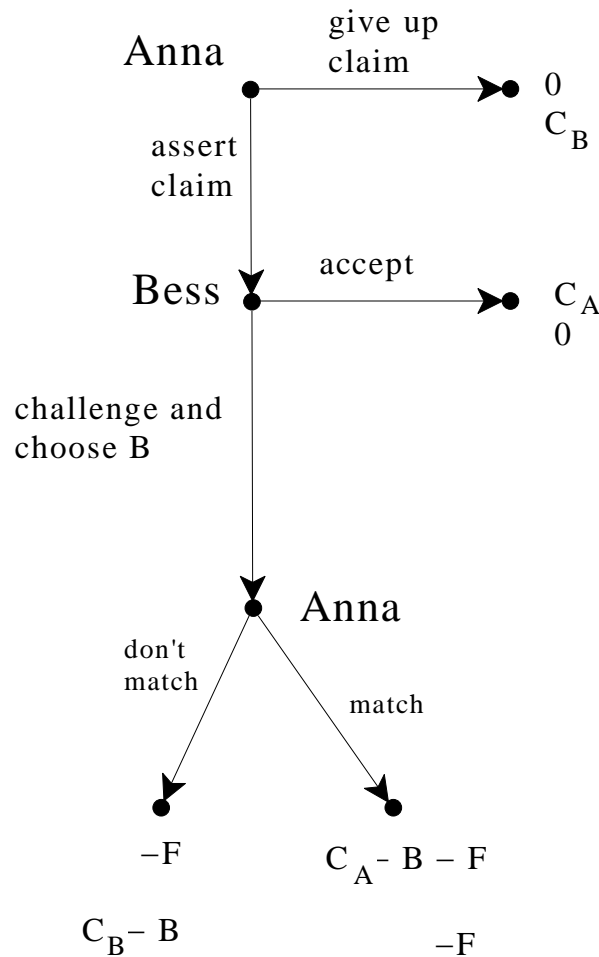 Anna
give up
claim
0
C_B
assert
claim
Bess
accept
C_A
0
challenge and
choose B
Anna
don't
match
match
–F
C_A – B – F
C_B – B
–F